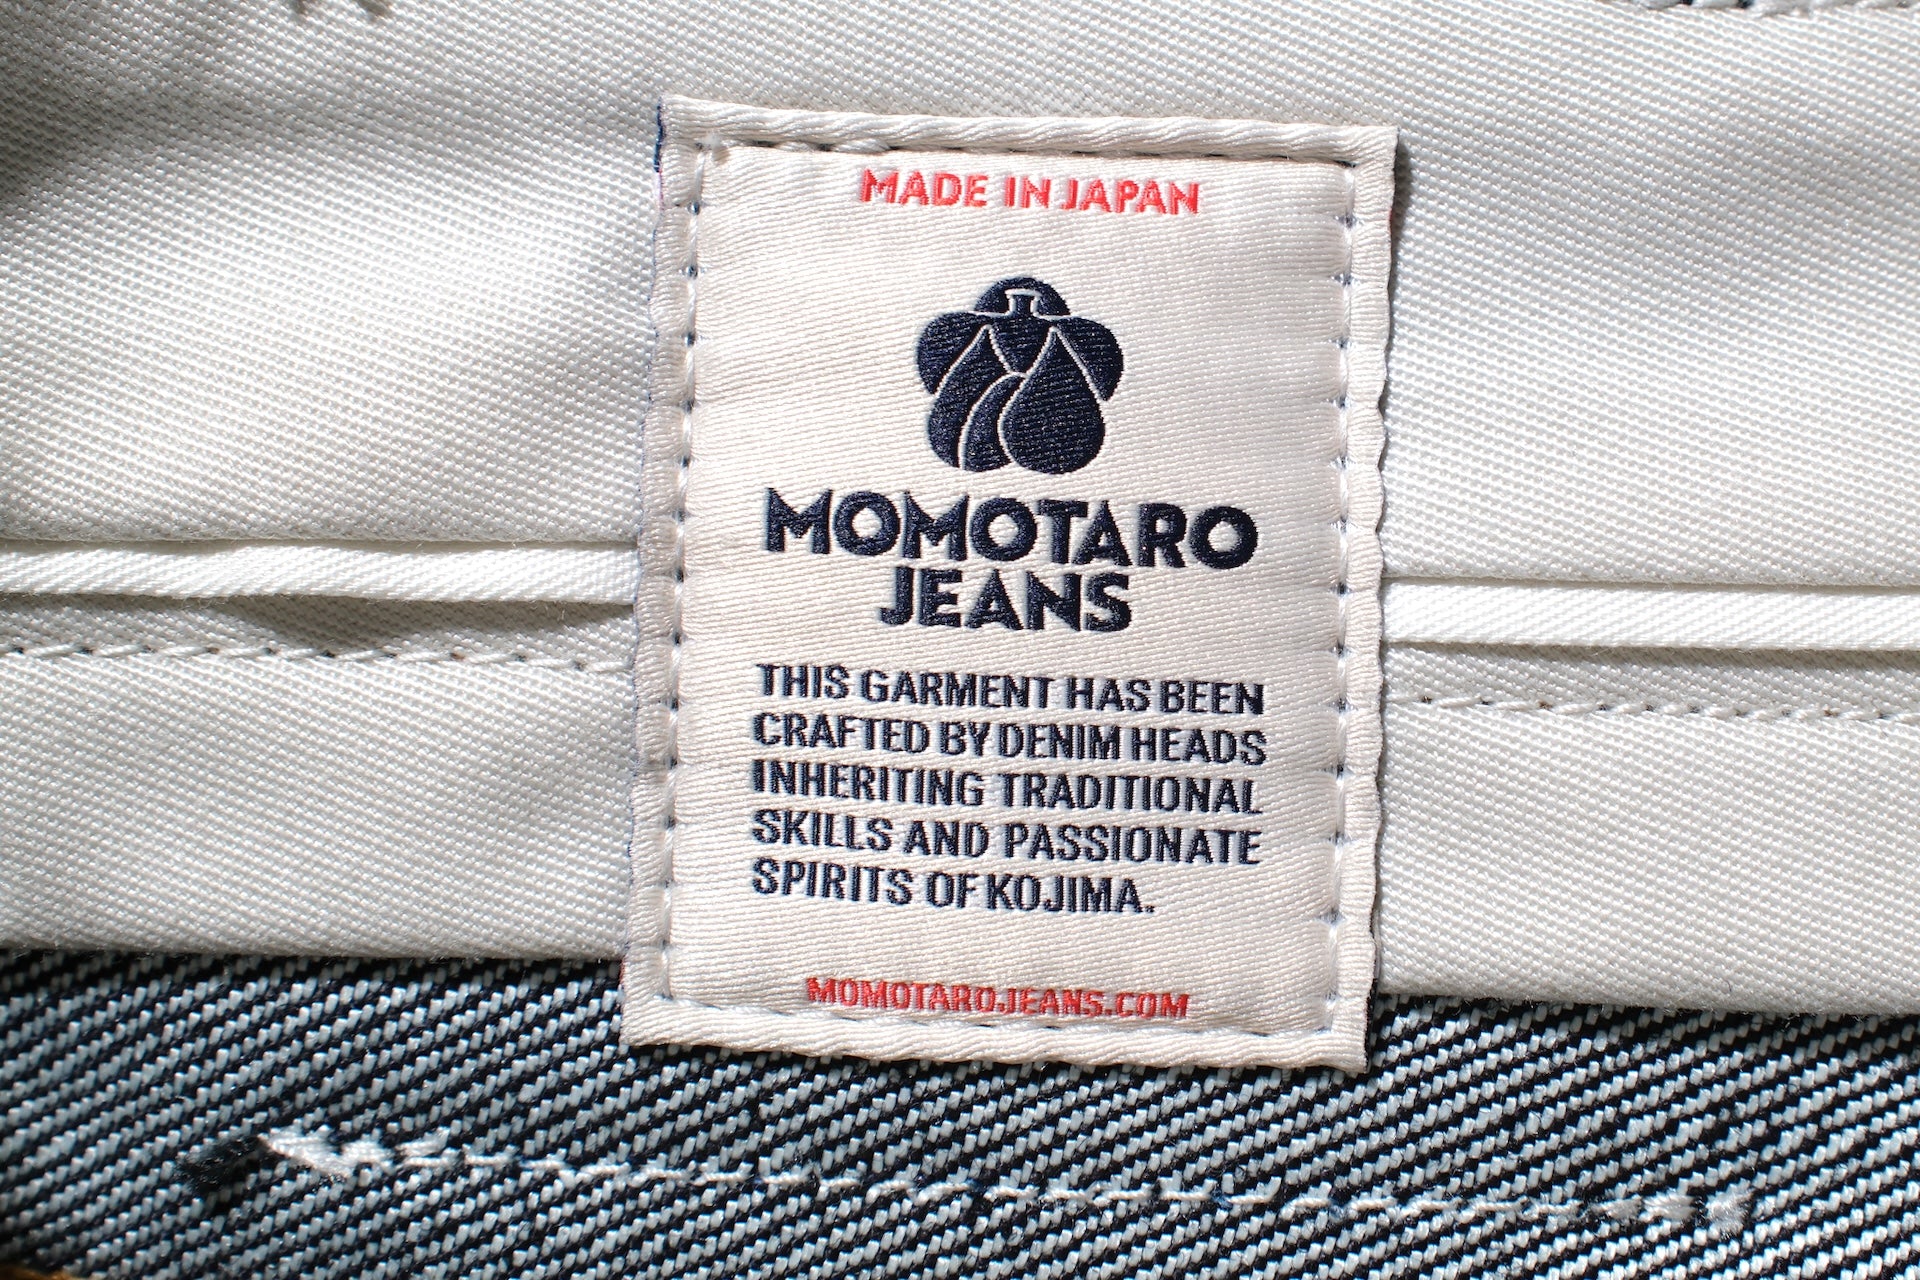 MADE IN JAPAN
MOMOTARO
JEANS
THIS GARMENT HAS BEEN
CRAFTED BY DENIM HEADS
INHERITING TRADITIONAL
SKILLS AND PASSIONATE
SPIRITS OF KOJIMA.
MOMOTAROJEANS.COM